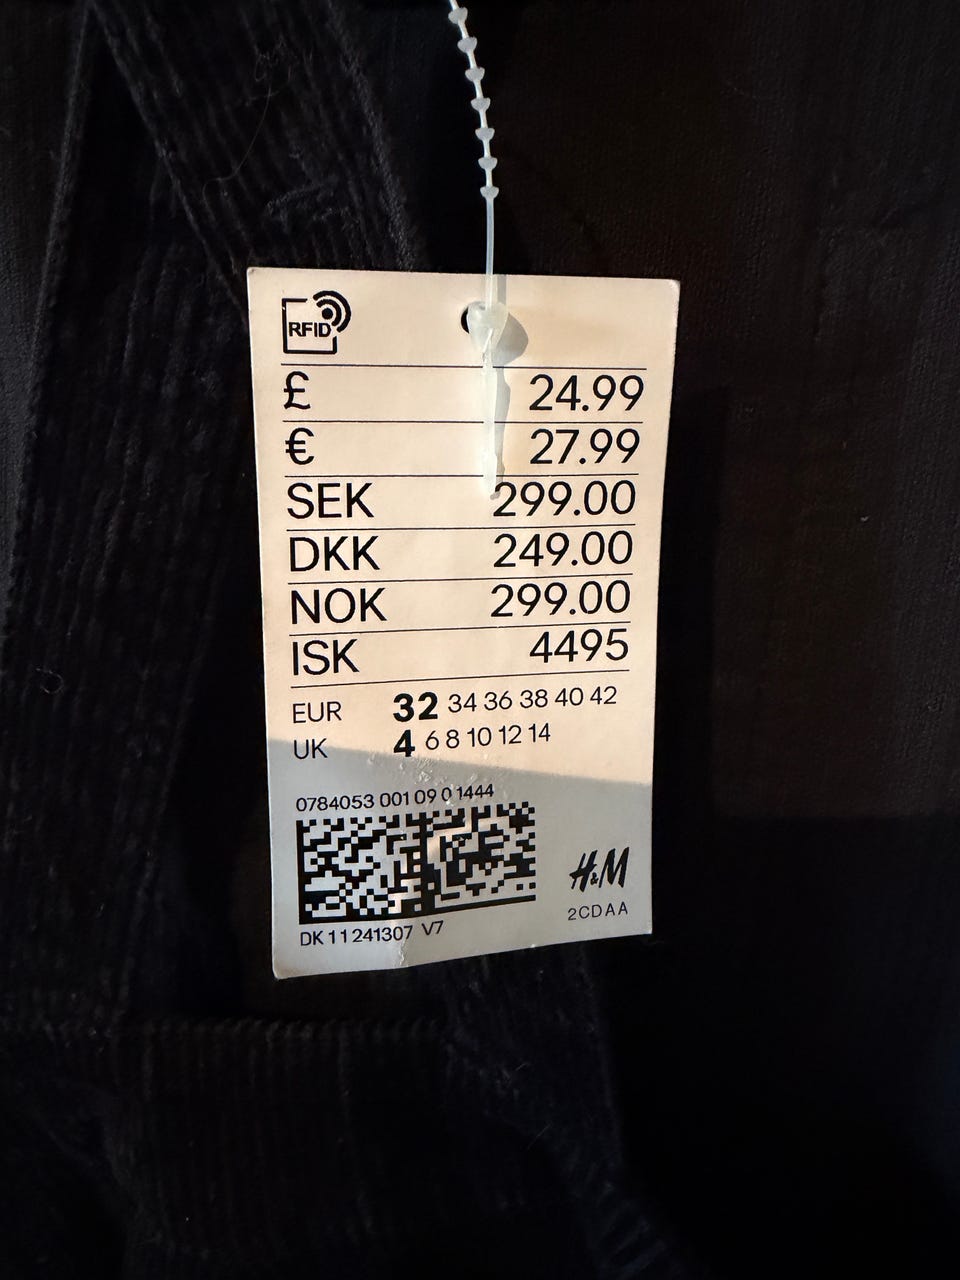 RFID
£ 24.99
€ 27.99
SEK 299.00
DKK 249.00
NOK 299.00
ISK 4495
EUR 32 34 36 38 40 42
UK 4 6 8 10 12 14
0784053 001 09 0 1444
H&M
2CDAA
DK 11241307 V7